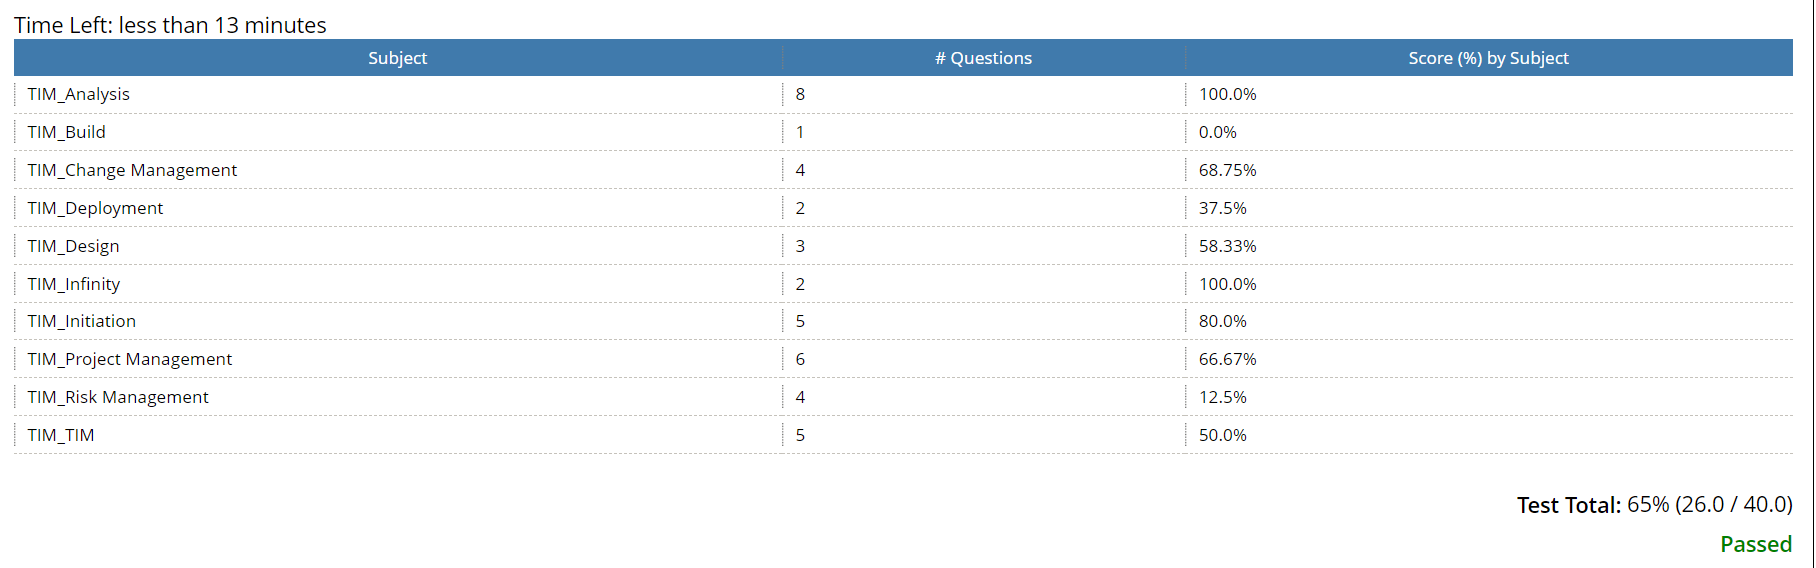 Time Left: less than 13 minutes
Subject # Questions Score (%) by Subject
TIM_Analysis 8 100.0%
TIM_Build 1 0.0%
TIM_Change Management 4 68.75%
TIM_Deployment 2 37.5%
TIM_Design 3 58.33%
TIM_Infinity 2 100.0%
TIM_Initiation 5 80.0%
TIM_Project Management 6 66.67%
TIM_Risk Management 4 12.5%
TIM_TIM 5 50.0%
Test Total: 65% (26.0 / 40.0)
Passed